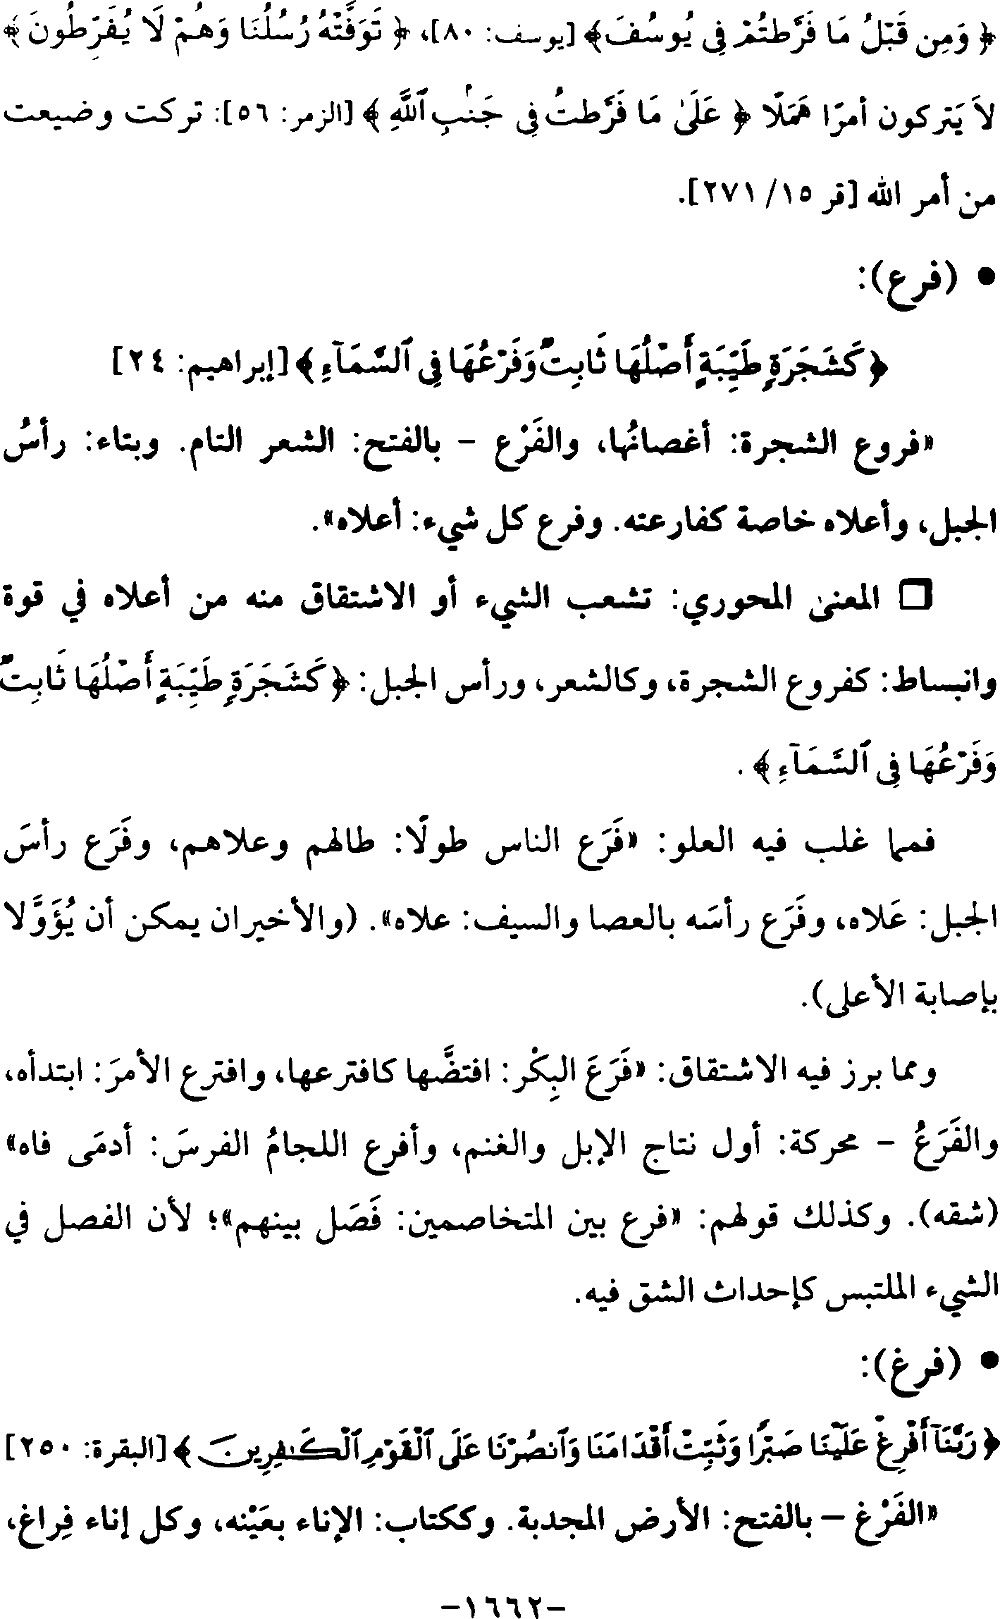 ﴿ وَمِن قَبْلُ مَا فَرَّطتُمْ فِى يُوسُفَ﴾ [يوسف: ٨٠]، ﴿ تَوَفَّتْهُ رُسُلُنَا وَهُمْ لَا يُفَرِّطُونَ ﴾
لاَ يَتركون أمرًا هَمَلًا ﴿ عَلَىٰ مَا فَرَّطتُ فِى جَنۢبِ ٱللَّهِ ﴾ [الزمر: ٥٦]: تركت وضيعت
من أمر الله [قر ١٥/ ٢٧١].
• (فرع):
﴿ كَشَجَرَةٍ طَيِّبَةٍ أَصْلُهَا ثَابِتٌ وَفَرْعُهَا فِى ٱلسَّمَآءِ ﴾ [إبراهيم: ٢٤]
«فروع الشجرة: أغصانُها، والفَرْع - بالفتح: الشعر التام. وبتاء: رأسُ
الجبل، وأعلاه خاصة كفارعته. وفرع كل شيء: أعلاه».
❑ المعنىٰ المحوري: تشعب الشيء أو الاشتقاق منه من أعلاه في قوة
وانبساط: كفروع الشجرة، وكالشعر، ورأس الجبل: ﴿ كَشَجَرَةٍ طَيِّبَةٍ أَصْلُهَا ثَابِتٌ
وَفَرْعُهَا فِى ٱلسَّمَآءِ ﴾ .
فمما غلب فيه العلو: «فَرَع الناس طولًا: طالهم وعلاهم، وفَرَع رأسَ
الجبل: عَلاه، وفَرَع رأسَه بالعصا والسيف: علاه». (والأخيران يمكن أن يُؤَوَّلا
بإصابة الأعلى).
ومما برز فيه الاشتقاق: «فَرَعَ البِكْر: افتضَّها كافترعها، وافترع الأمرَ: ابتدأه،
والفَرَعُ - محركة: أول نتاج الإبل والغنم، وأفرع اللجامُ الفرسَ: أدمَى فاه»
(شقه). وكذلك قولهم: «فرع بين المتخاصمين: فَصَل بينهم»؛ لأن الفصل في
الشيء الملتبس كإحداث الشق فيه.
• (فرغ):
﴿ رَبَّنَآ أَفْرِغْ عَلَيْنَا صَبْرًا وَثَبِّتْ أَقْدَامَنَا وَٱنصُرْنَا عَلَى ٱلْقَوْمِ ٱلْكَـٰفِرِينَ ﴾ [البقرة: ٢٥٠]
«الفَرْغ – بالفتح: الأرض المجدبة. وككتاب: الإناء بعَيْنه، وكل إناء فِراغ،
-١٦٦٢-